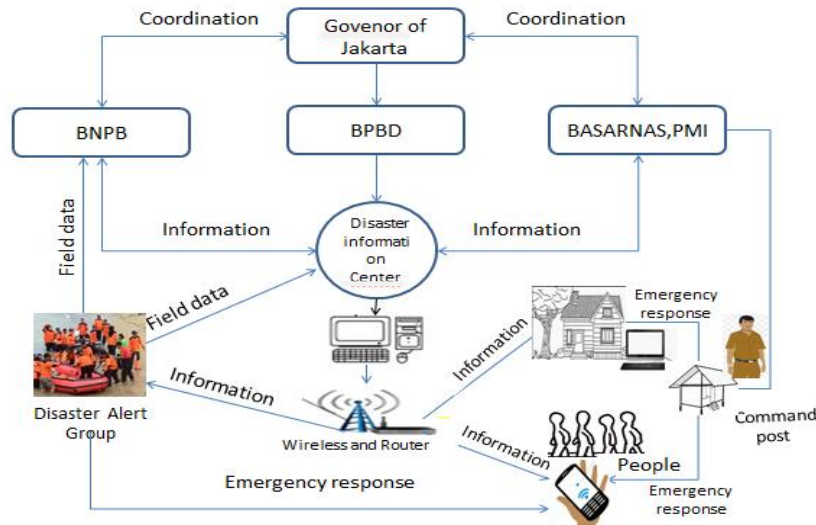 Coordination
Govenor of
Jakarta
Coordination
BNPB
BPBD
BASARNAS,PMI
Field data
Information
Disaster
informati
on
Center
Information
Field data
Information
Emergency
response
Information
Disaster Alert
Group
Wireless and Router
Information
Command
post
People
Emergency response
Emergency
response